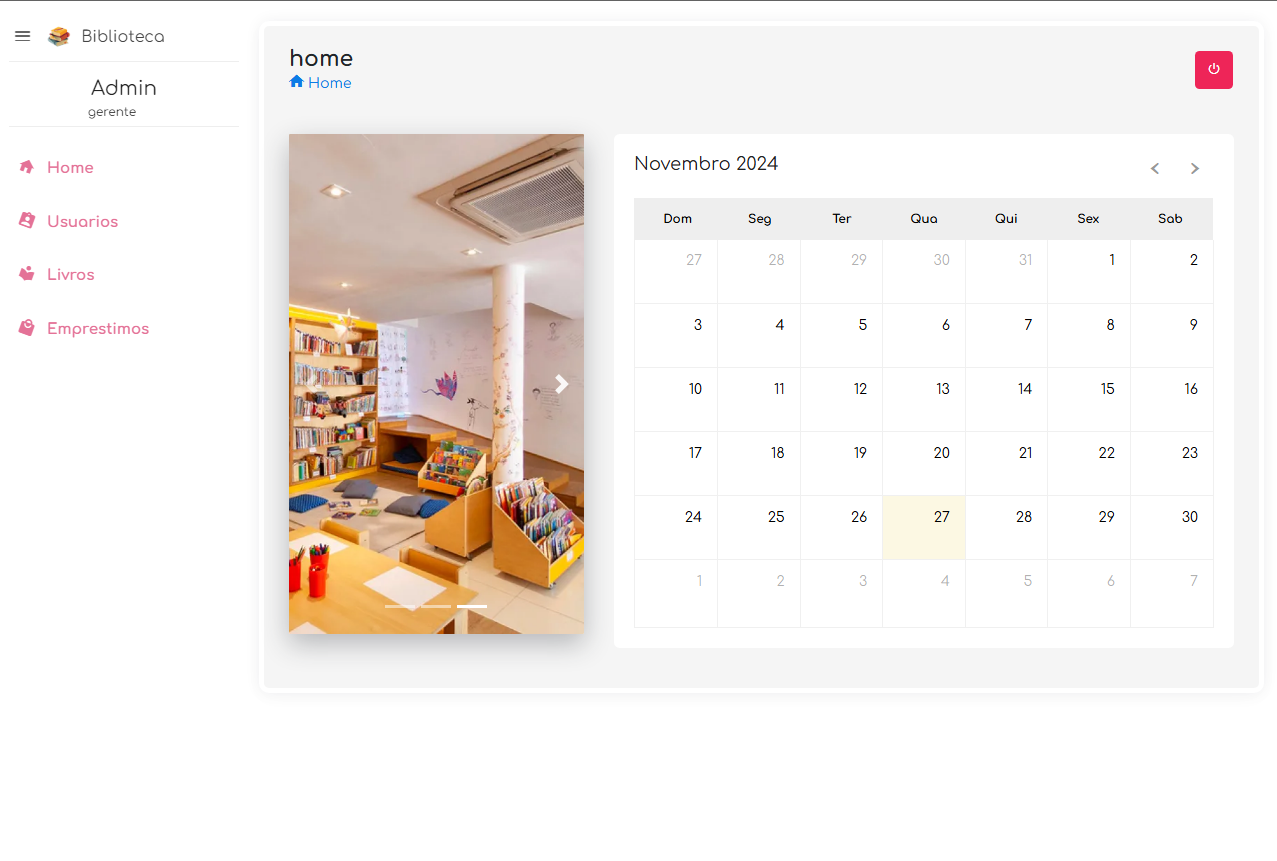 Biblioteca
Admin
gerente
Home
Usuarios
Livros
Emprestimos
home
Home
Novembro 2024
Dom Seg Ter Qua Qui Sex Sab
27 28 29 30 31 1 2
3 4 5 6 7 8 9
10 11 12 13 14 15 16
17 18 19 20 21 22 23
24 25 26 27 28 29 30
1 2 3 4 5 6 7